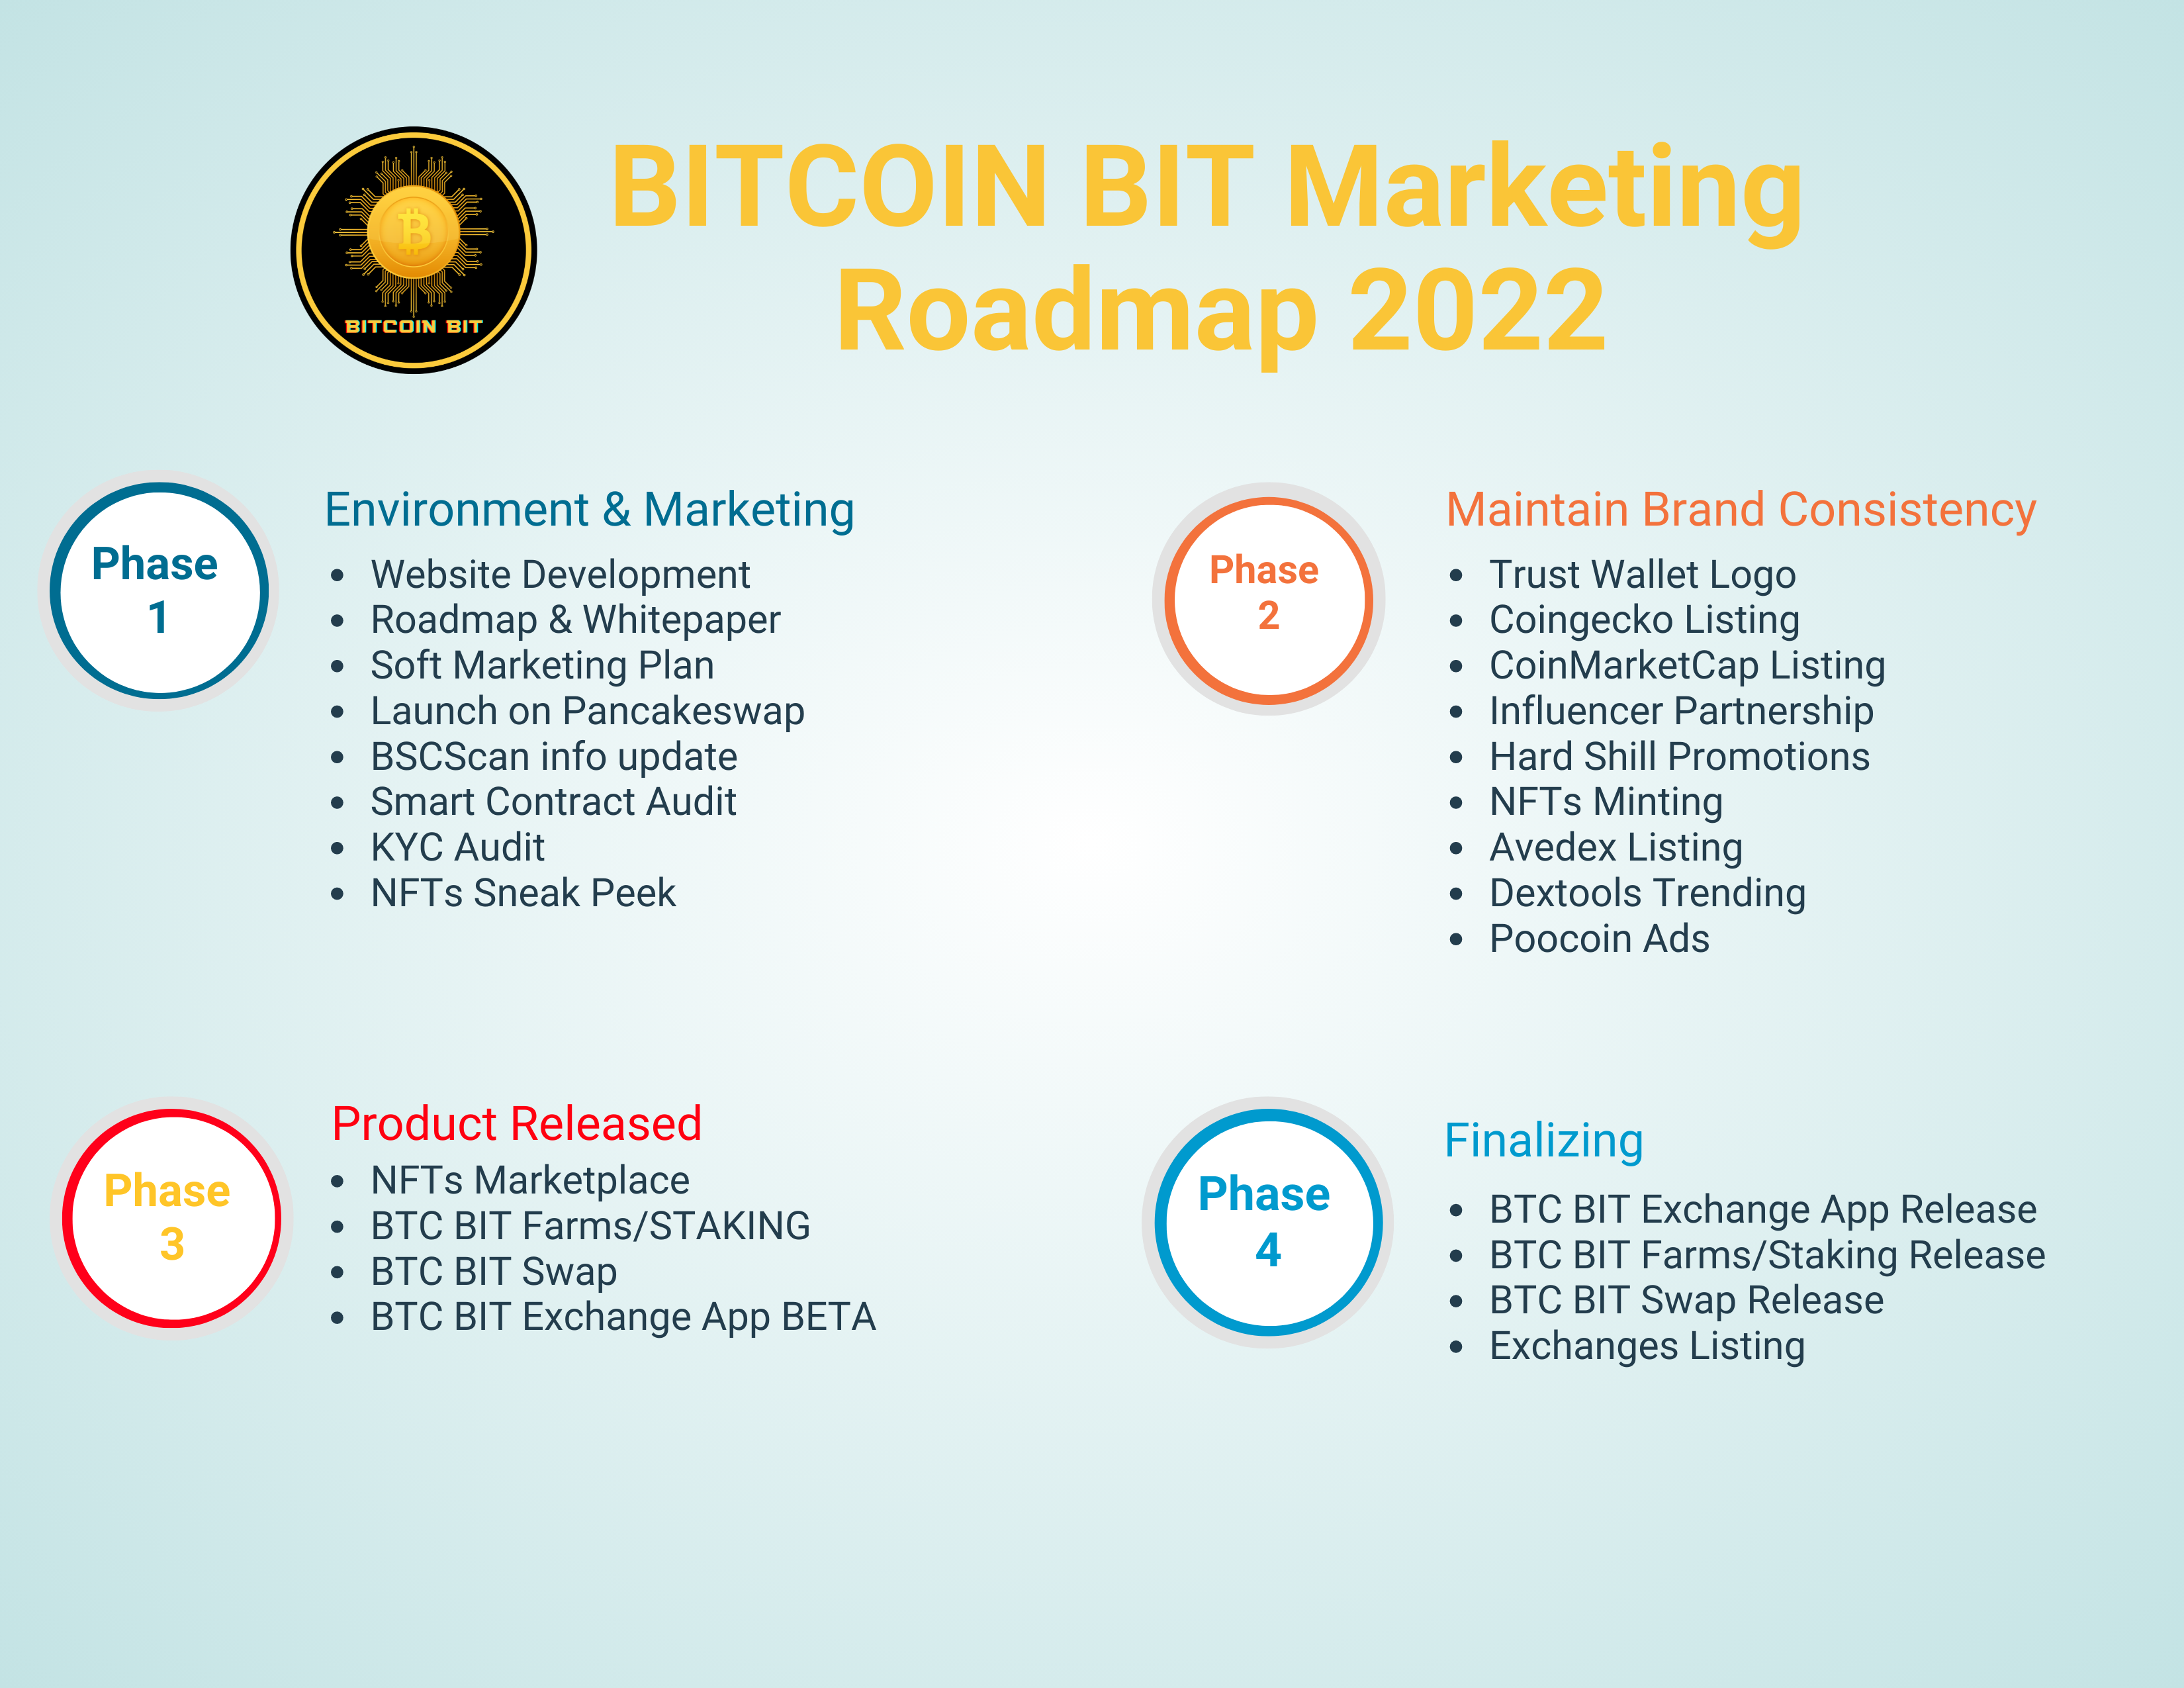 BITCOIN BIT Marketing
Roadmap 2022
BITCOIN BIT
Phase
1
Environment & Marketing
Website Development
Roadmap & Whitepaper
Soft Marketing Plan
Launch on Pancakeswap
BSCScan info update
Smart Contract Audit
KYC Audit
NFTs Sneak Peek
Phase
2
Maintain Brand Consistency
Trust Wallet Logo
Coingecko Listing
CoinMarketCap Listing
Influencer Partnership
Hard Shill Promotions
NFTs Minting
Avedex Listing
Dextools Trending
Poocoin Ads
Phase
3
Product Released
NFTs Marketplace
BTC BIT Farms/STAKING
BTC BIT Swap
BTC BIT Exchange App BETA
Phase
4
Finalizing
BTC BIT Exchange App Release
BTC BIT Farms/Staking Release
BTC BIT Swap Release
Exchanges Listing